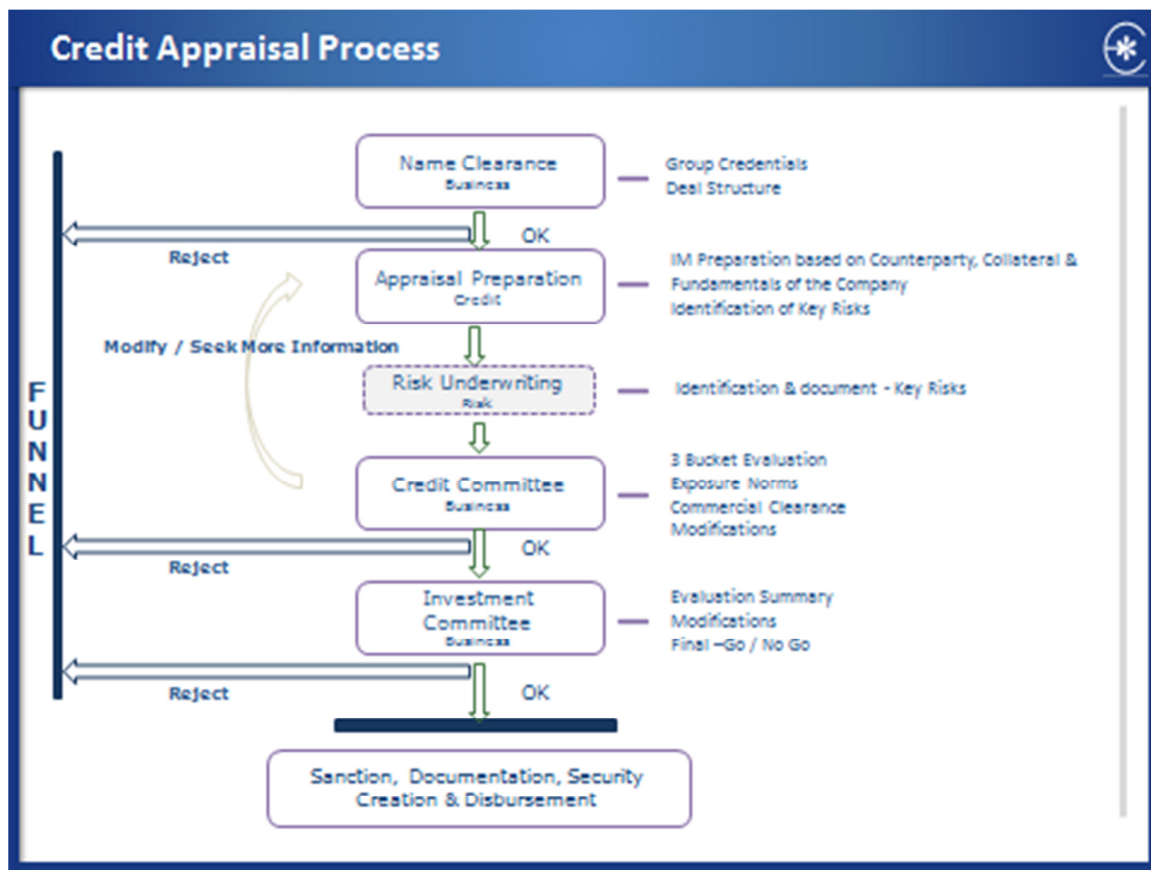 Credit Appraisal Process
Name Clearance
Business
Group Credentials
Deal Structure
OK
Reject
Appraisal Preparation
Credit
IM Preparation based on Counterparty, Collateral &
Fundamentals of the Company
Identification of Key Risks
Modify / Seek More Information
Risk Underwriting
Risk
Identification & document - Key Risks
FUNNEL
Credit Committee
Business
3 Bucket Evaluation
Exposure Norms
Commercial Clearance
Modifications
OK
Reject
Investment
Committee
Business
Evaluation Summary
Modifications
Final –Go / No Go
OK
Reject
Sanction, Documentation, Security
Creation & Disbursement